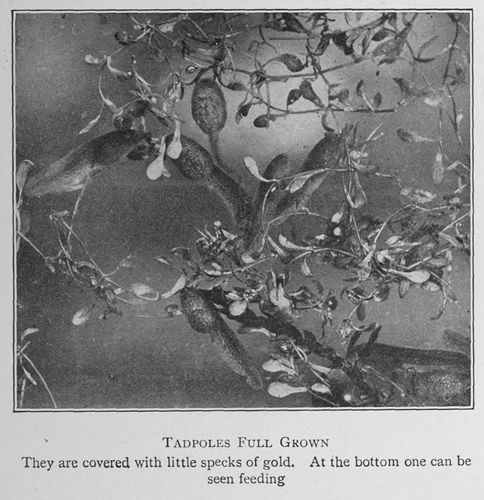 Tadpoles Full Grown
They are covered with little specks of gold. At the bottom one can be
seen feeding